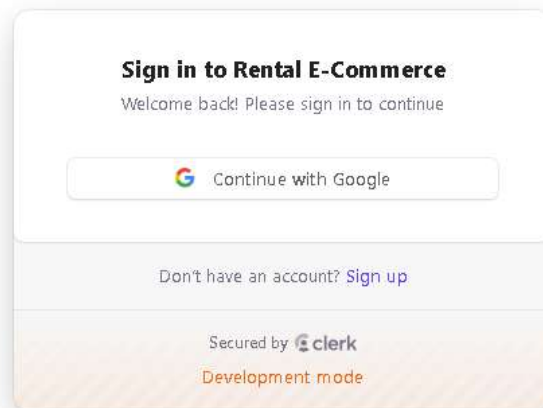 Sign in to Rental E-Commerce
Welcome back! Please sign in to continue
Continue with Google
Don't have an account? Sign up
Secured by clerk
Development mode